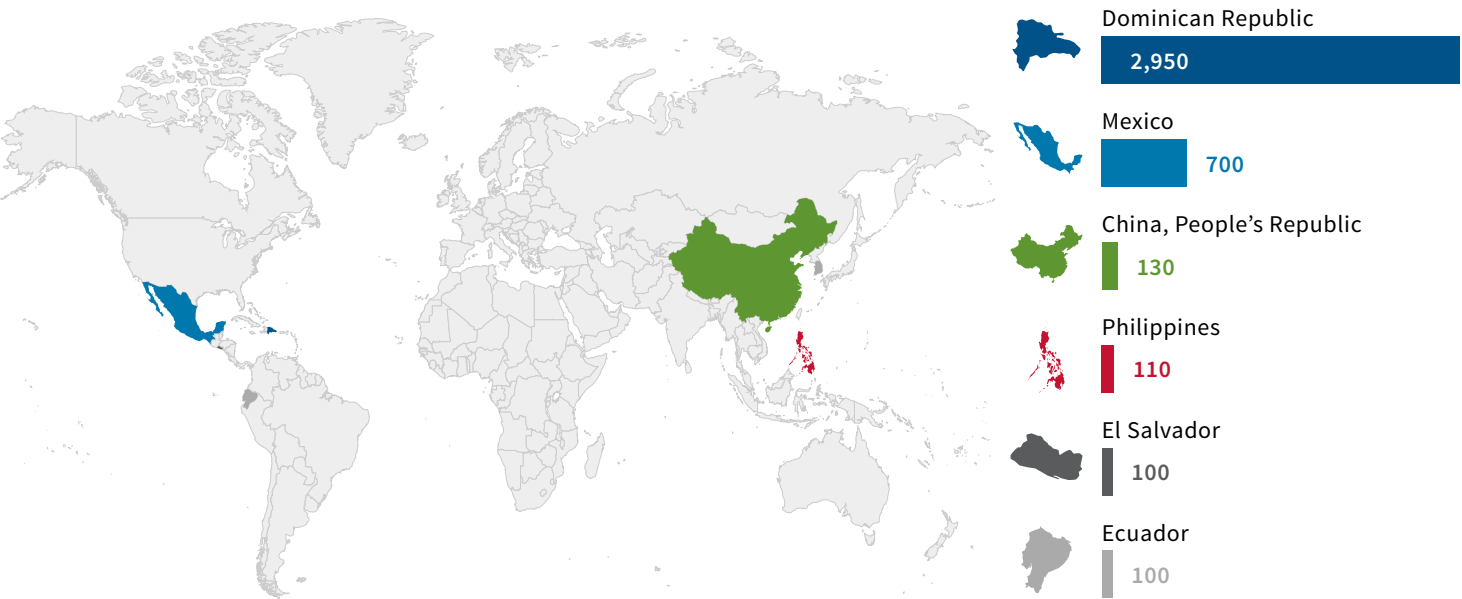 Dominican Republic
2,950
Mexico
700
China, People’s Republic
130
Philippines
110
El Salvador
100
Ecuador
100